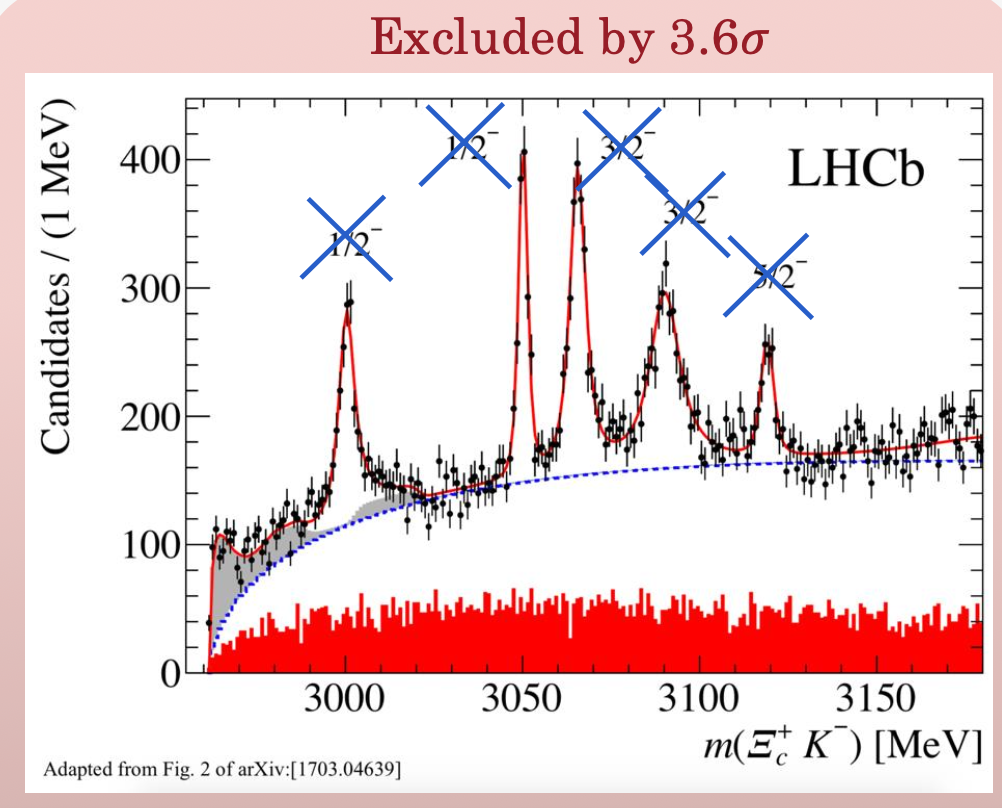 Excluded by 3.6σ
Candidates / (1 MeV)
400
300
200
100
0
1/2⁻
1/2⁻
3/2⁻
3/2⁻
5/2⁻
LHCb
3000 3050 3100 3150
m(Ξc⁺ K⁻) [MeV]
Adapted from Fig. 2 of arXiv:[1703.04639]